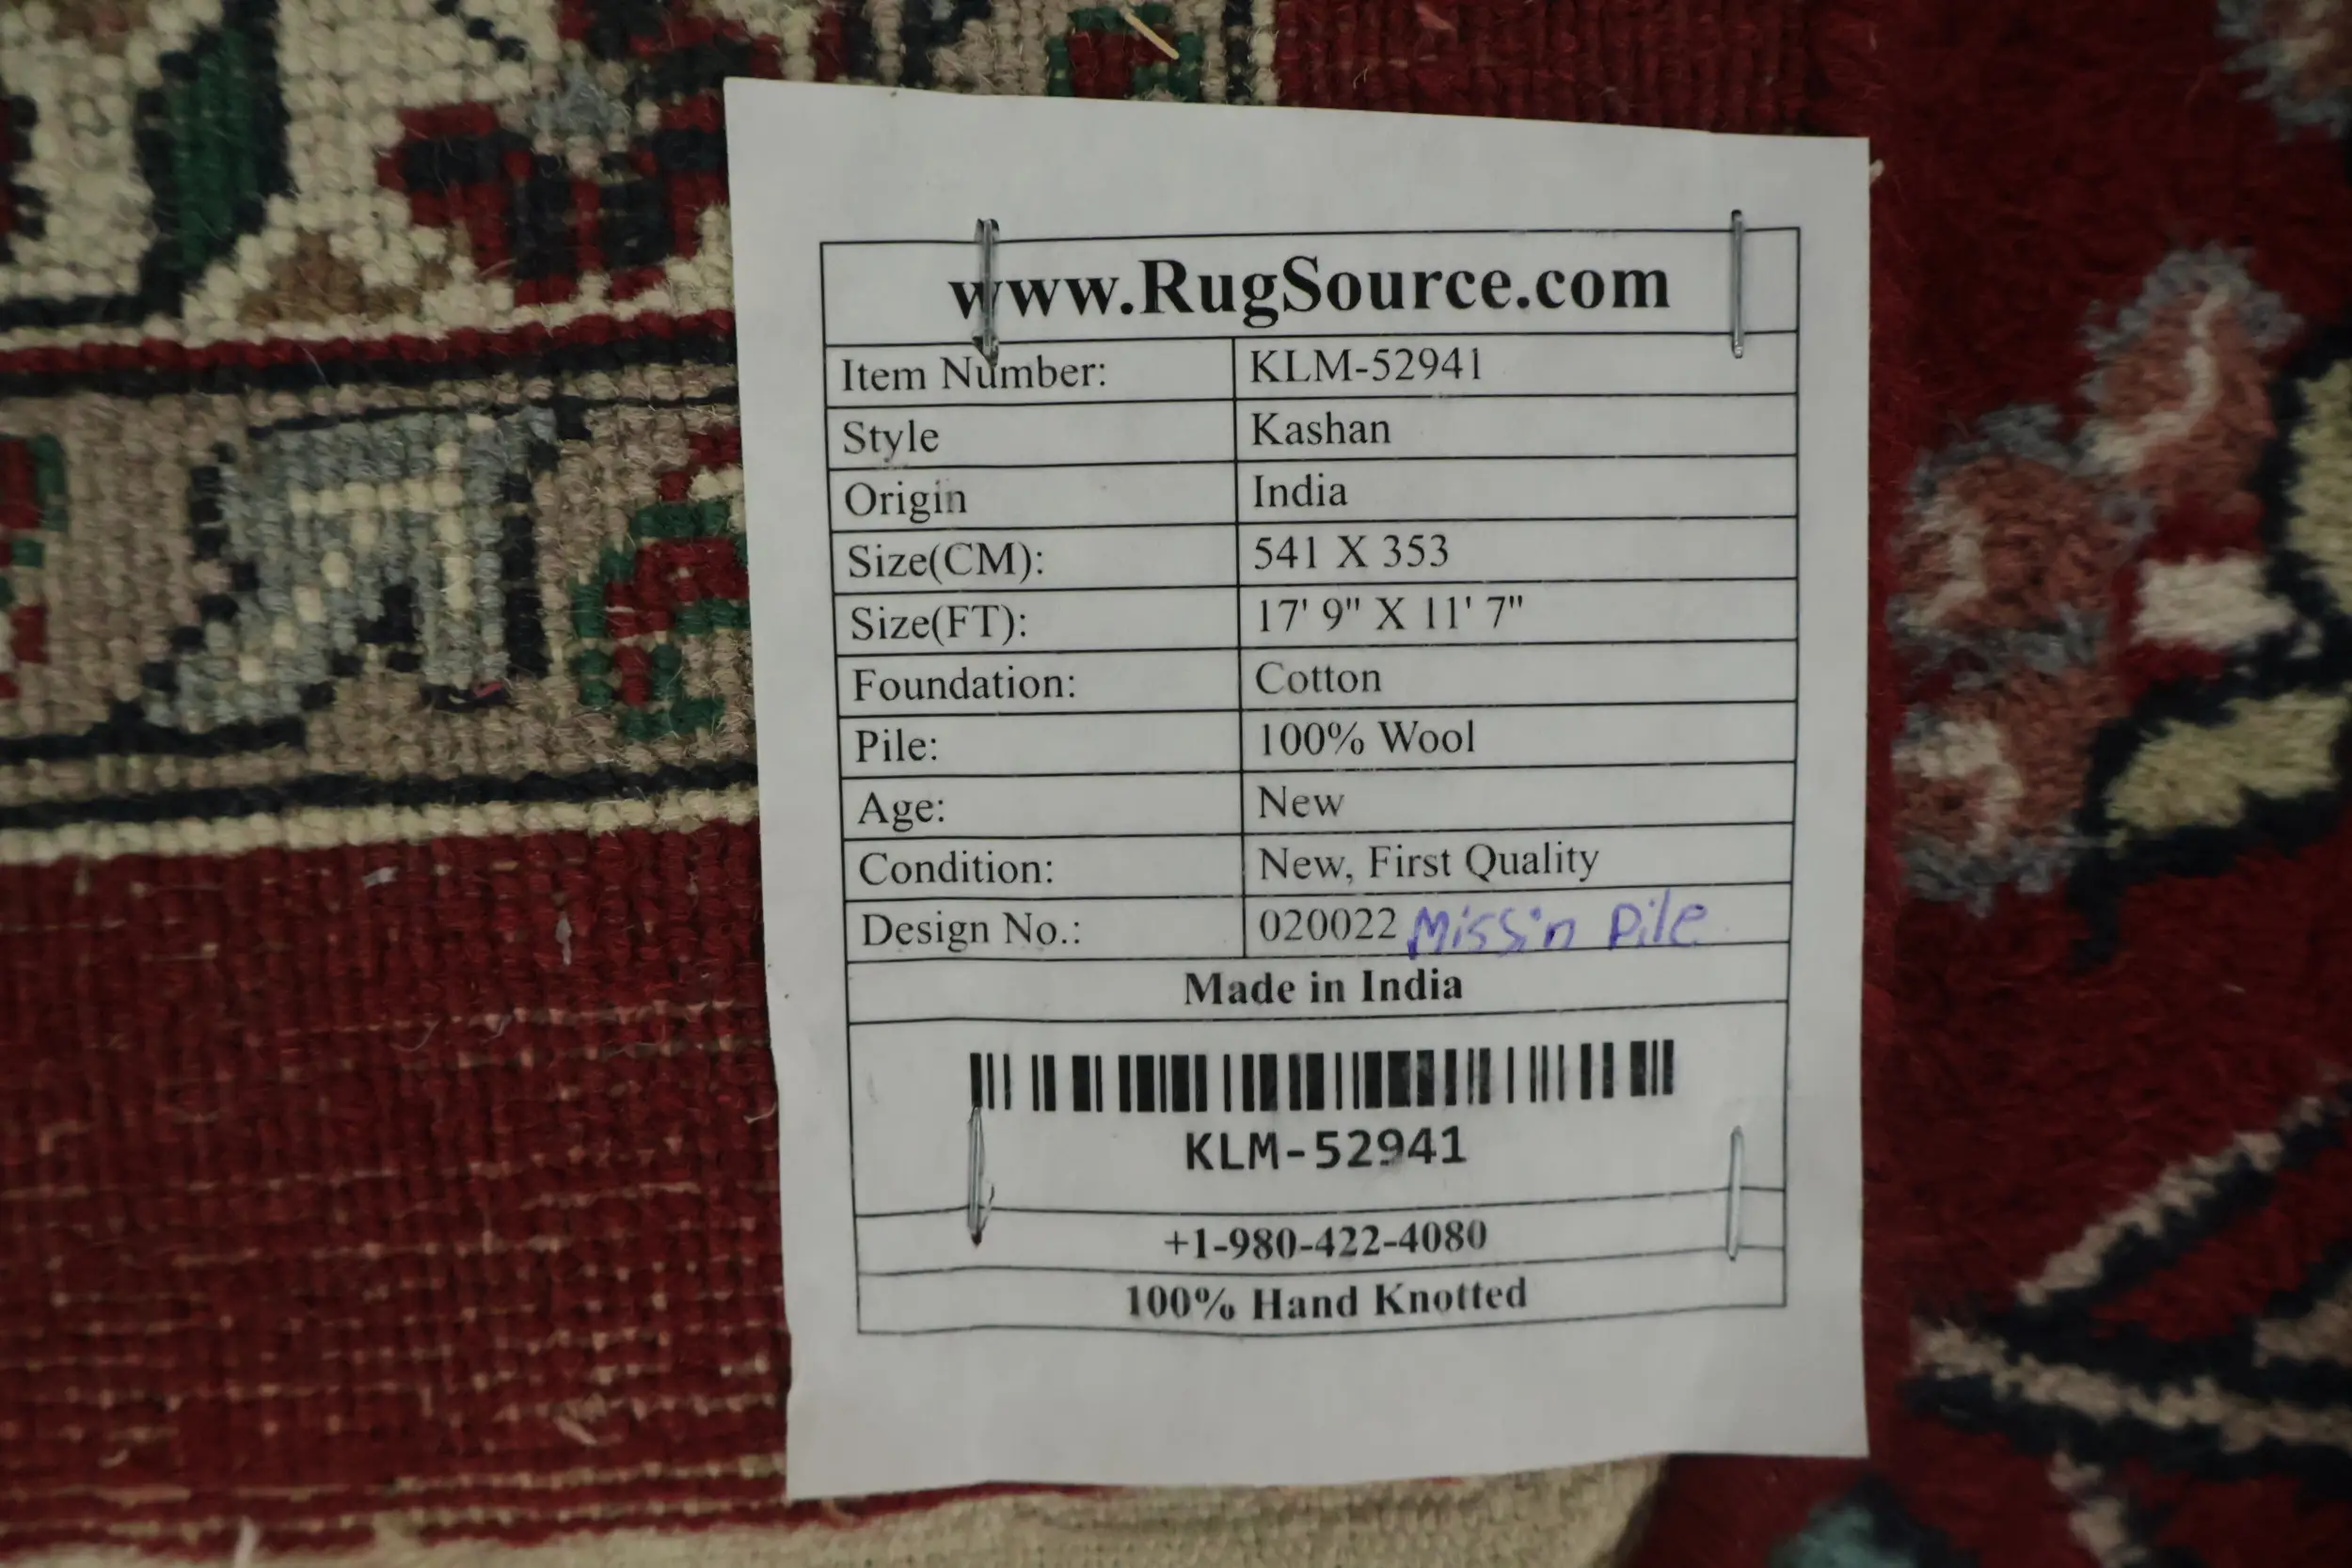 www.RugSource.com
Item Number: KLM-52941
Style Kashan
Origin India
Size(CM): 541 X 353
Size(FT): 17' 9" X 11' 7"
Foundation: Cotton
Pile: 100% Wool
Age: New
Condition: New, First Quality
Design No.: 020022 Missin Pile
Made in India
KLM-52941
+1-980-422-4080
100% Hand Knotted